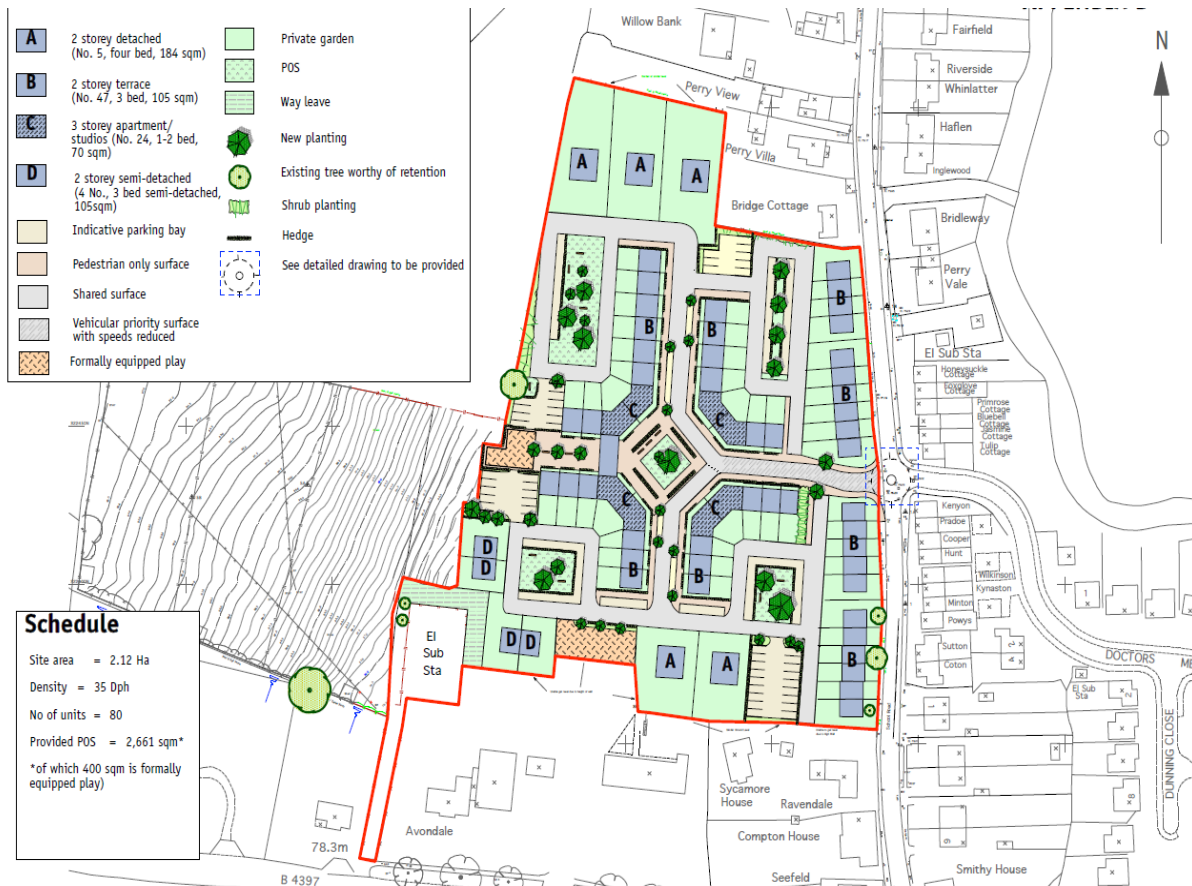 A
2 storey detached
(No. 5, four bed, 184 sqm)
B
2 storey terrace
(No. 47, 3 bed, 105 sqm)
C
3 storey apartment/
studios (No. 24, 1-2 bed,
70 sqm)
D
2 storey semi-detached
(4 No., 3 bed semi-detached,
105sqm)
Indicative parking bay
Pedestrian only surface
Shared surface
Vehicular priority surface
with speeds reduced
Formally equipped play
Private garden
POS
Way leave
New planting
Existing tree worthy of retention
Shrub planting
Hedge
See detailed drawing to be provided
Willow Bank
Perry View
Perry Villa
Bridge Cottage
Fairfield
Riverside
Whinlatter
Haflen
Inglewood
Bridleway
Perry
Vale
El Sub Sta
Honeysuckle
Cottage
Foxglove
Cottage
Primrose
Cottage
Bluebell
Cottage
Jasmine
Cottage
Tulip
Cottage
Kenyon
Pradoe
Cooper
Hunt
Wilkinson
Kynaston
Minton
Powys
Sutton
Coton
El Sub
Sta
DOCTORS
DUNNING CLOSE
N
A
A
A
B
B
B
B
C
C
C
C
B
B
B
B
D
D
D
D
A
A
El
Sub
Sta
Sycamore
House
Ravendale
Compton House
Seefeld
Smithy House
Avondale
78.3m
B 4397
Schedule
Site area = 2.12 Ha
Density = 35 Dph
No of units = 80
Provided POS = 2,661 sqm*
*of which 400 sqm is formally
equipped play)